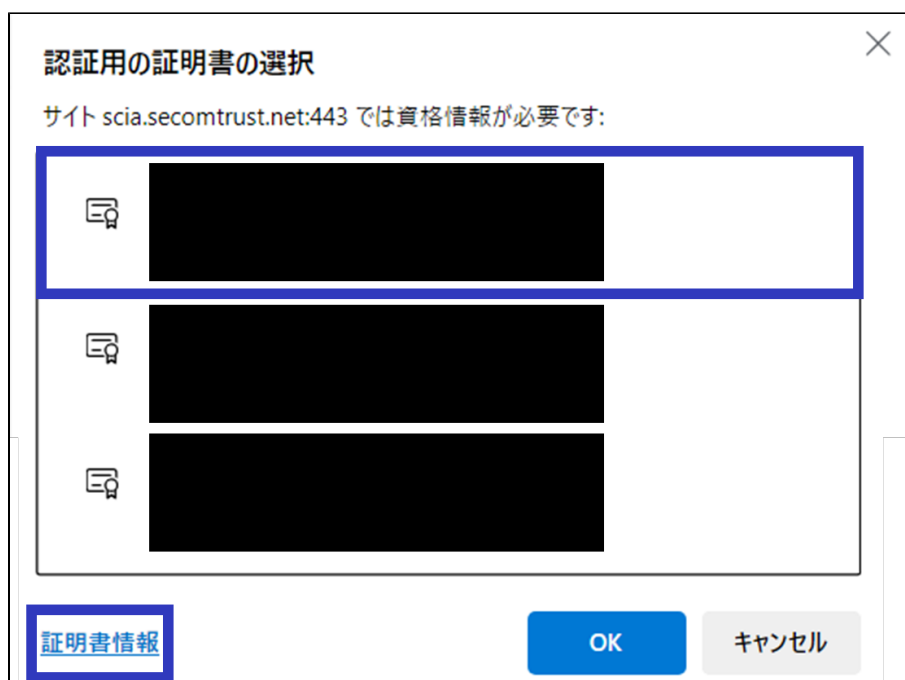 認証用の証明書の選択
サイト scia.secomtrust.net:443 では資格情報が必要です:
証明書情報
OK
キャンセル